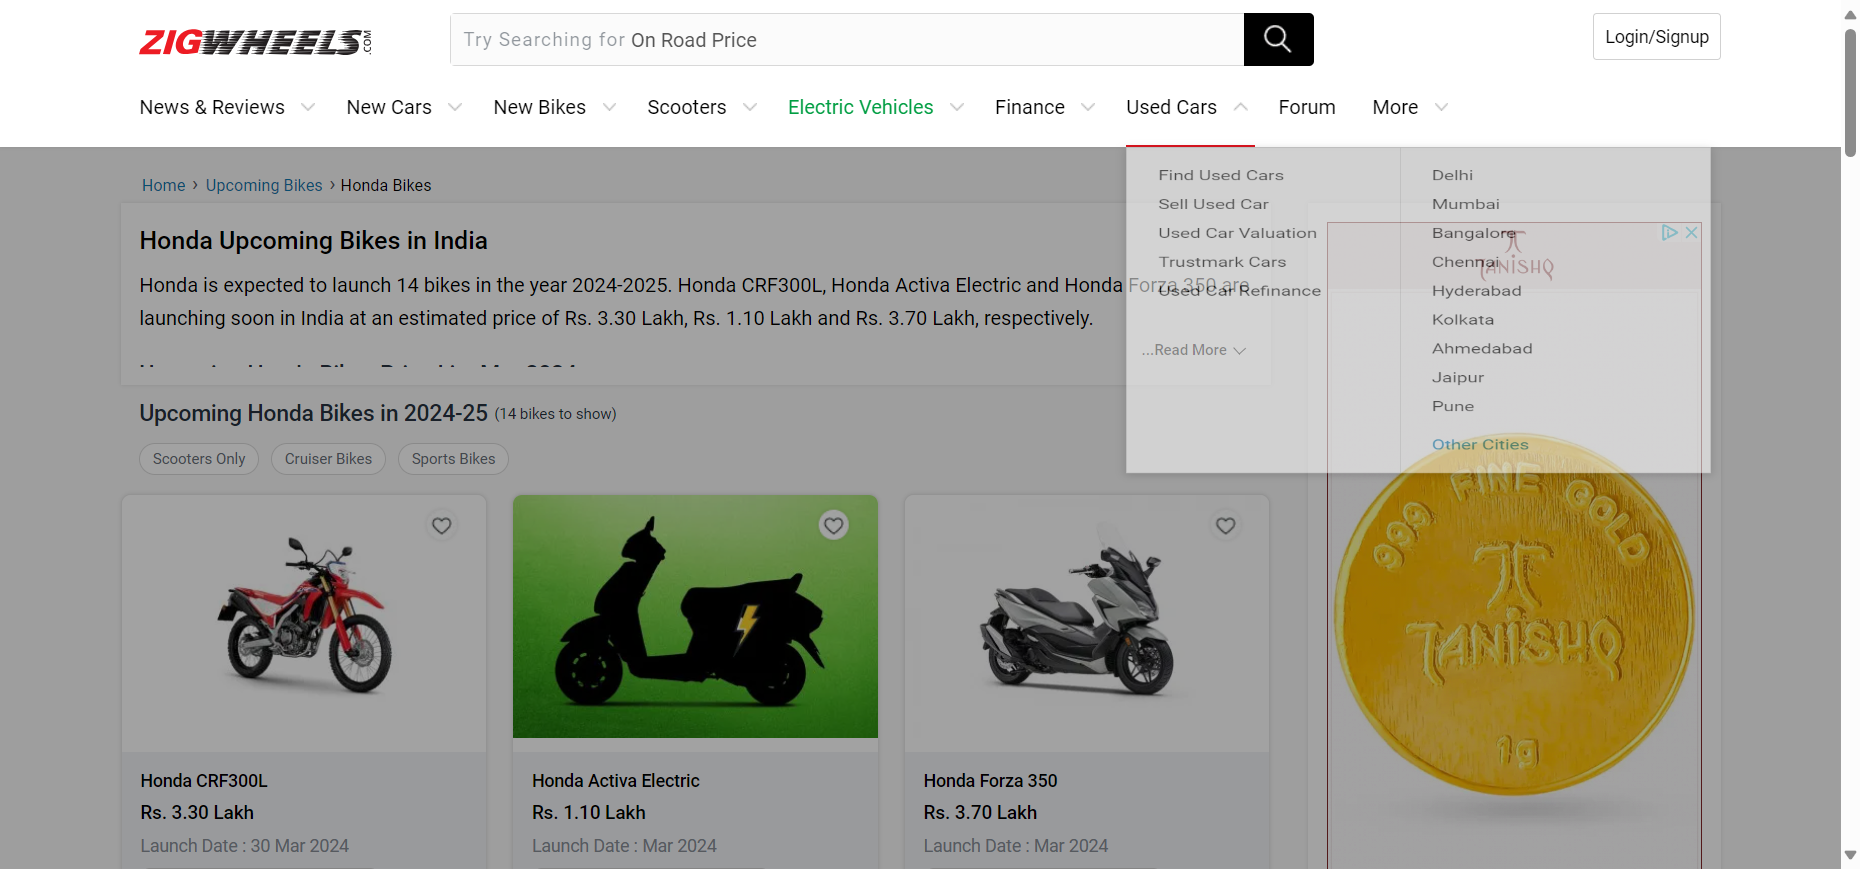 ZIGWHEELS.COM
Try Searching for On Road Price
Login/Signup
News & Reviews
New Cars
New Bikes
Scooters
Electric Vehicles
Finance
Used Cars
Forum
More
Home › Upcoming Bikes › Honda Bikes
Find Used Cars
Sell Used Car
Used Car Valuation
Trustmark Cars
Used Car Refinance
Delhi
Mumbai
Bangalore
Chennai
Hyderabad
Kolkata
Ahmedabad
Jaipur
Pune
Other Cities
Honda Upcoming Bikes in India
Honda is expected to launch 14 bikes in the year 2024-2025. Honda CRF300L, Honda Activa Electric and Honda Forza 350 are
launching soon in India at an estimated price of Rs. 3.30 Lakh, Rs. 1.10 Lakh and Rs. 3.70 Lakh, respectively.
...Read More
Upcoming Honda Bikes in 2024-25 (14 bikes to show)
Scooters Only
Cruiser Bikes
Sports Bikes
Honda CRF300L
Rs. 3.30 Lakh
Launch Date : 30 Mar 2024
Honda Activa Electric
Rs. 1.10 Lakh
Launch Date : Mar 2024
Honda Forza 350
Rs. 3.70 Lakh
Launch Date : Mar 2024
TANISHQ
999 FINE GOLD
TANISHQ
1g